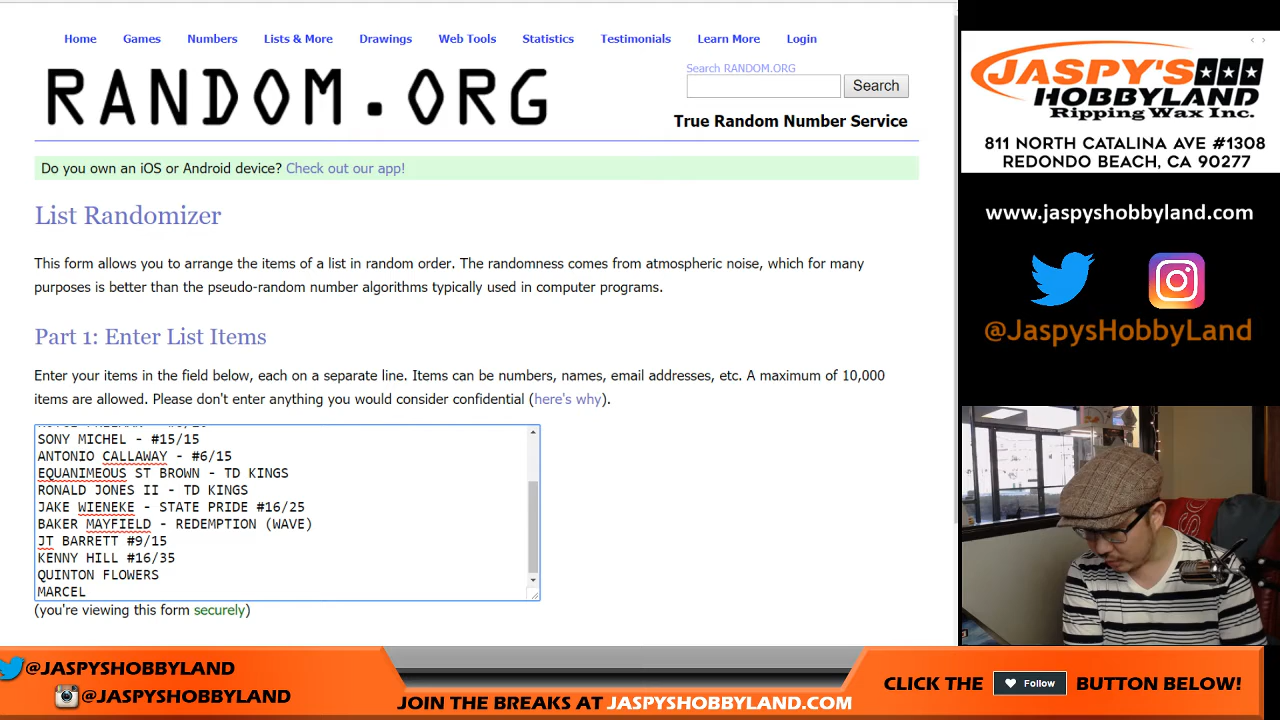 Home Games Numbers Lists & More Drawings Web Tools Statistics Testimonials Learn More Login
RANDOM.ORG
Search RANDOM.ORG
Search
True Random Number Service
Do you own an iOS or Android device? Check out our app!
List Randomizer
This form allows you to arrange the items of a list in random order. The randomness comes from atmospheric noise, which for many
purposes is better than the pseudo-random number algorithms typically used in computer programs.
Part 1: Enter List Items
Enter your items in the field below, each on a separate line. Items can be numbers, names, email addresses, etc. A maximum of 10,000
items are allowed. Please don't enter anything you would consider confidential (here's why).
SONY MICHEL - #15/15
ANTONIO CALLAWAY - #6/15
EQUANIMEOUS ST BROWN - TD KINGS
RONALD JONES II - TD KINGS
JAKE WIENEKE - STATE PRIDE #16/25
BAKER MAYFIELD - REDEMPTION (WAVE)
JT BARRETT #9/15
KENNY HILL #16/35
QUINTON FLOWERS
MARCEL
(you're viewing this form securely)
JASPY'S
HOBBYLAND
Ripping Wax Inc.
811 NORTH CATALINA AVE #1308
REDONDO BEACH, CA 90277
www.jaspyshobbyland.com
@JaspysHobbyLand
@JASPYSHOBBYLAND
@JASPYSHOBBYLAND
JOIN THE BREAKS AT JASPYSHOBBYLAND.COM
CLICK THE Follow BUTTON BELOW!